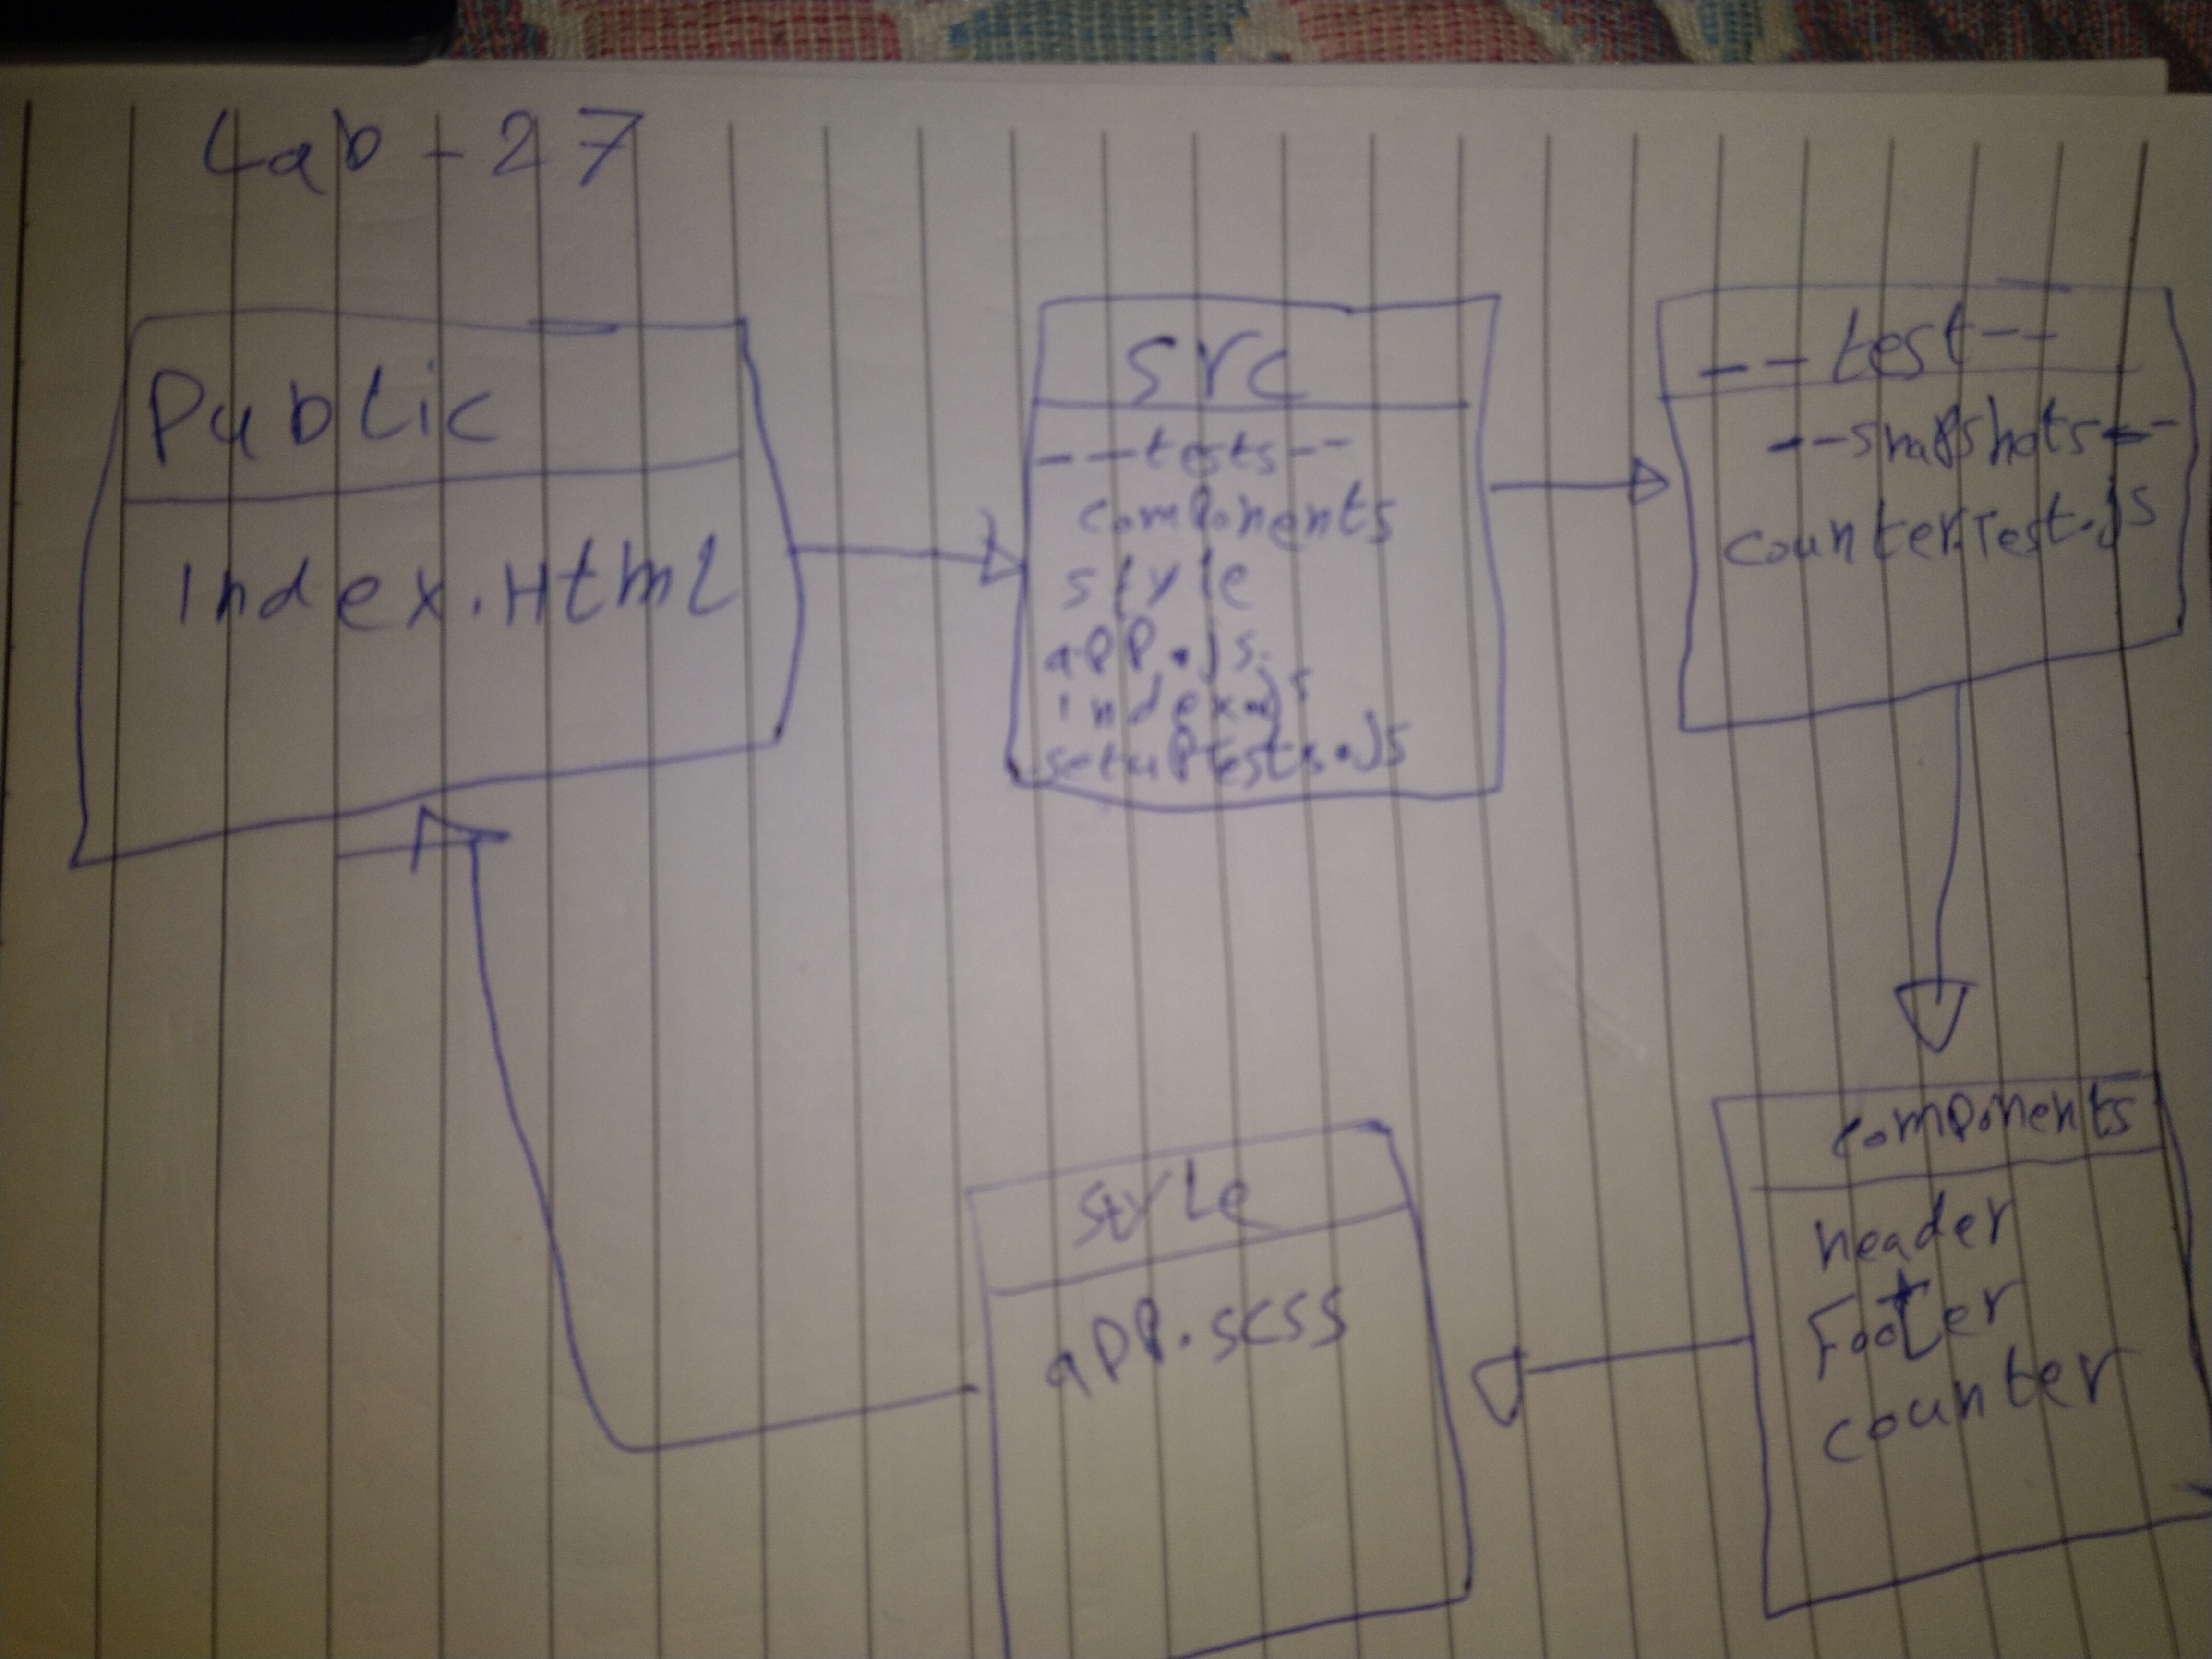 Lab - 27
Public
index.Html
src
--tests--
components
style
app.js
index.js
setuptests.js
--test--
--snapshots--
counterTest.js
components
header
Footer
counter
style
app.scss